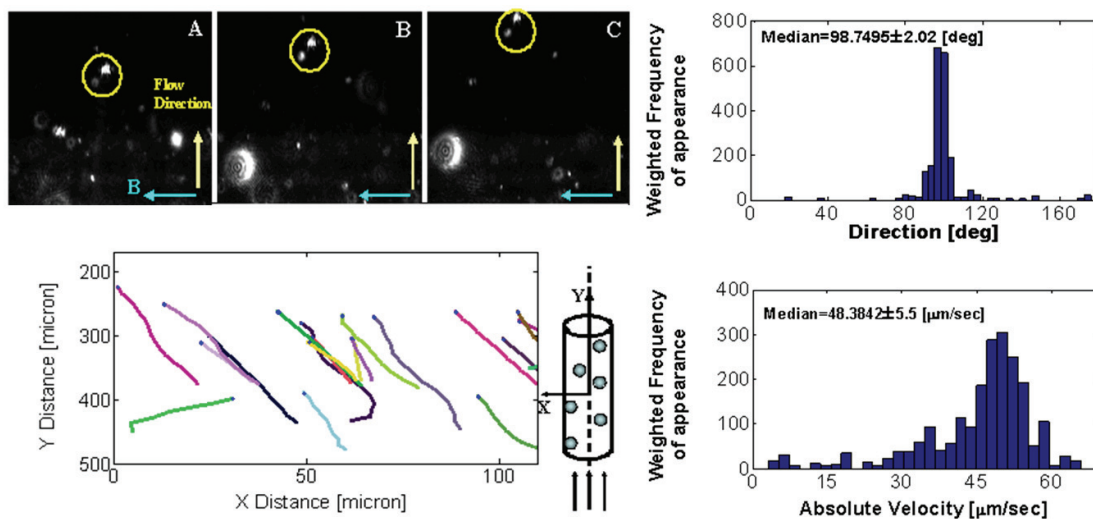 A
B
C
Flow
Direction
B
Median=98.7495±2.02 [deg]
Weighted Frequency
of appearance
800
600
400
200
0
0 40 80 120 160
Direction [deg]
Y Distance [micron]
200
300
400
500
0 50 100
X Distance [micron]
Y
X
Median=48.3842±5.5 [μm/sec]
Weighted Frequency
of appearance
400
300
200
100
0
0 15 30 45 60
Absolute Velocity [μm/sec]